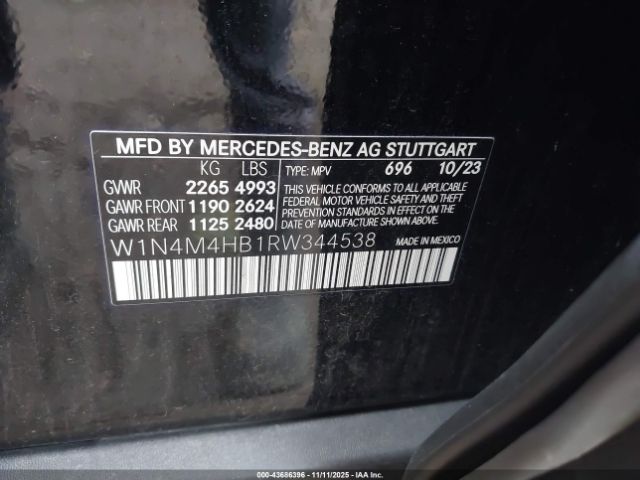 MFD BY MERCEDES-BENZ AG STUTTGART
KG LBS TYPE: MPV 696 10/23
GVWR 2265 4993 THIS VEHICLE CONFORMS TO ALL APPLICABLE
GAWR FRONT 1190 2624 FEDERAL MOTOR VEHICLE SAFETY AND THEFT
GAWR REAR 1125 2480 PREVENTION STANDARDS IN EFFECT ON THE DATE OF MANUFACTURE SHOWN ABOVE.
W1N4M4HB1RW344538 MADE IN MEXICO
000-43686396 - 11/11/2025 - Copyright © 2025 IAA, Inc.